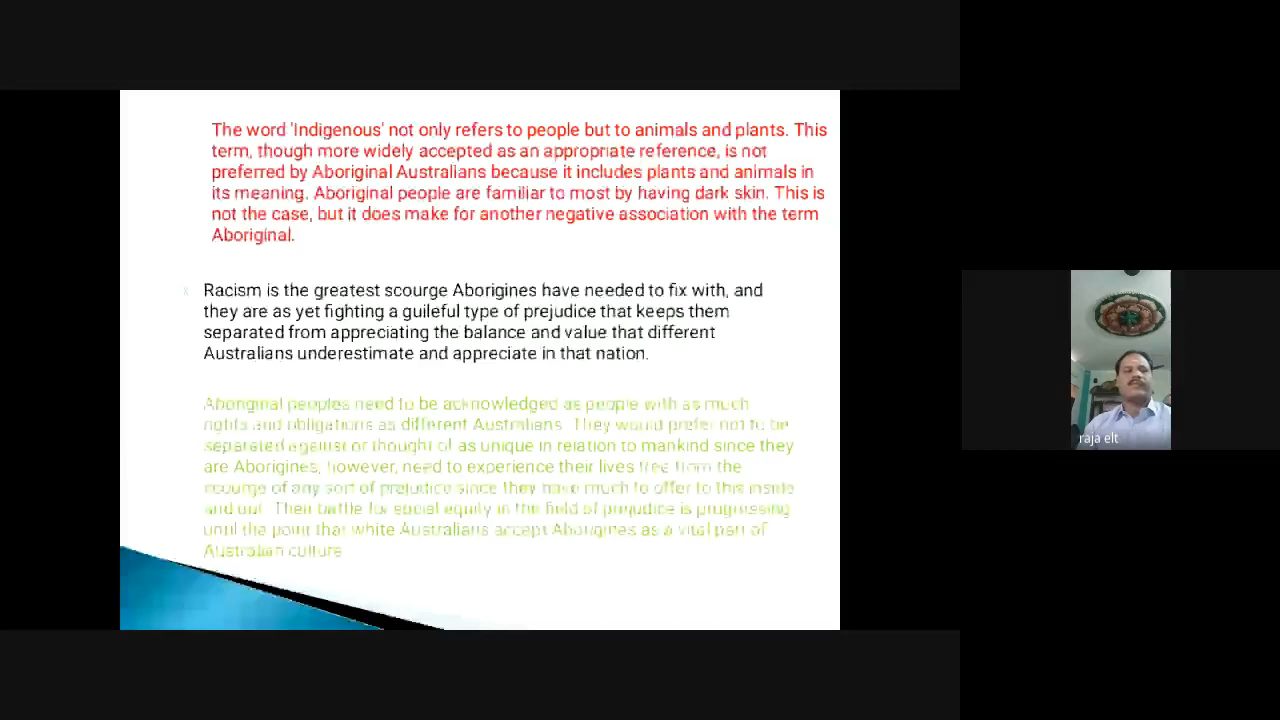 The word 'Indigenous' not only refers to people but to animals and plants. This
term, though more widely accepted as an appropriate reference, is not
preferred by Aboriginal Australians because it includes plants and animals in
its meaning. Aboriginal people are familiar to most by having dark skin. This is
not the case, but it does make for another negative association with the term
Aboriginal.
Racism is the greatest scourge Aborigines have needed to fix with, and
they are as yet fighting a guileful type of prejudice that keeps them
separated from appreciating the balance and value that different
Australians underestimate and appreciate in that nation.
Aboriginal peoples need to be acknowledged as people with as much
rights and obligations as different Australians. They would prefer not to be
separated against or thought of as unique in relation to mankind since they
are Aborigines, however, need to experience their lives free from the
scourge of any sort of prejudice since they have much to offer to this inside
and out. Their battle for social equity in the field of prejudice is progressing
until the point that white Australians accept Aborigines as a vital part of
Australian culture
raja elt